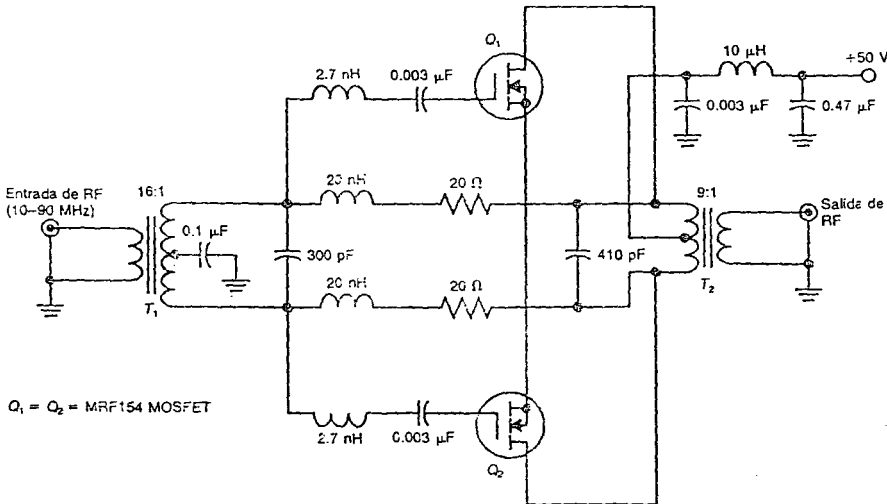 Q₁
2.7 nH
0.003 µF
10 µH
+50 V
0.003 µF
0.47 µF
Entrada de RF
(10–90 MHz)
16:1
20 nH
20 Ω
9:1
Salida de
RF
0.1 µF
300 pF
410 pF
T₁
20 nH
20 Ω
T₂
Q₁ = Q₂ = MRF154 MOSFET
2.7 nH
0.003 µF
Q₂